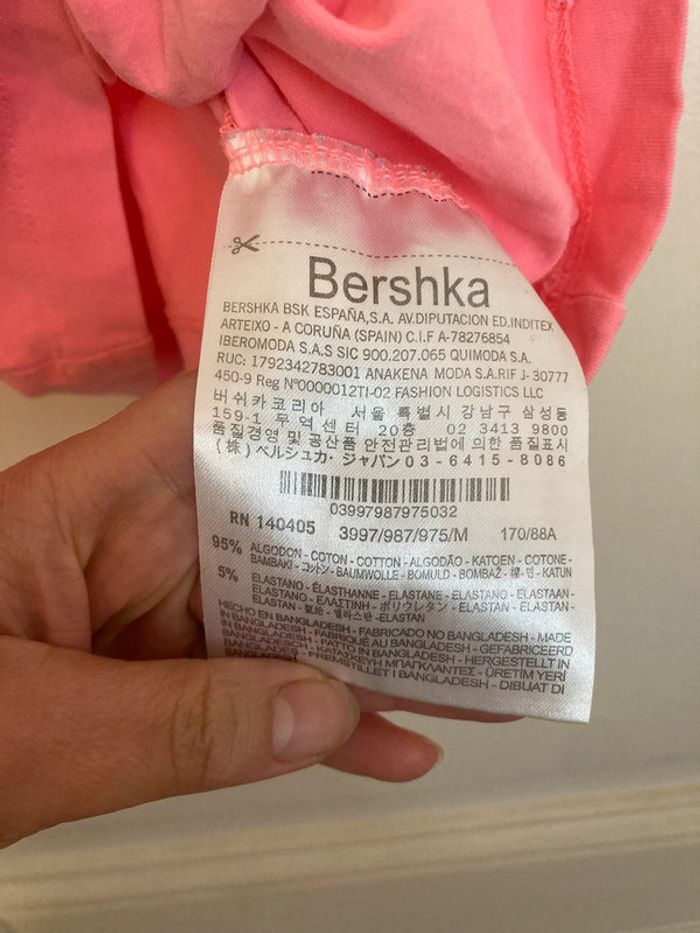 Bershka
BERSHKA BSK ESPAÑA,S.A. AV.DIPUTACION ED.INDITEX
ARTEIXO - A CORUÑA (SPAIN) C.I.F A-78276854
IBEROMODA S.A.S SIC 900.207.065 QUIMODA S.A.
RUC: 1792342783001 ANAKENA MODA S.A.RIF J- 30777
450-9 Reg Nº0000012TI-02 FASHION LOGISTICS LLC
버쉬카코리아 서울 특별시 강남구 삼성동
159-1 무역센터 20층 02 3413 9800
품질경영 및 공산품 안전관리법에 의한 품질표시
(株) ベルシュカ・ジャパン 03-6415-8086
03997987975032
RN 140405 3997/987/975/M 170/88A
95% ALGODON - COTON - COTTON - ALGODÃO - KATOEN - COTONE -
BAMBAKI - コットン - BAUMWOLLE - BOMULD - BOMBAŽ - 棉 - 면 - KATUN
5% ELASTANO - ÉLASTHANNE - ELASTANE - ELASTANO - ELASTAAN -
ELASTANO - ΕΛΑΣΤΙΝΗ - ポリウレタン - ELASTAN - ELASTAN -
ELASTAN - 엘라스탄 - ELASTAN
HECHO EN BANGLADESH - FABRICADO NO BANGLADESH - MADE
IN BANGLADESH - FABRIQUÉ AU BANGLADESH - GEFABRICEERD
BANGLADESH - FATTO IN BANGLADESH - HERGESTELLT IN
BANGLADESCH - ΚΑΤΑΣΚΕΥΗ ΜΠΑΓΚΛΑΝΤΕΣ - ÜRETİM YERİ
BANGLADEŞ - FREMSTILLET I BANGLADESH - DIBUAT DI